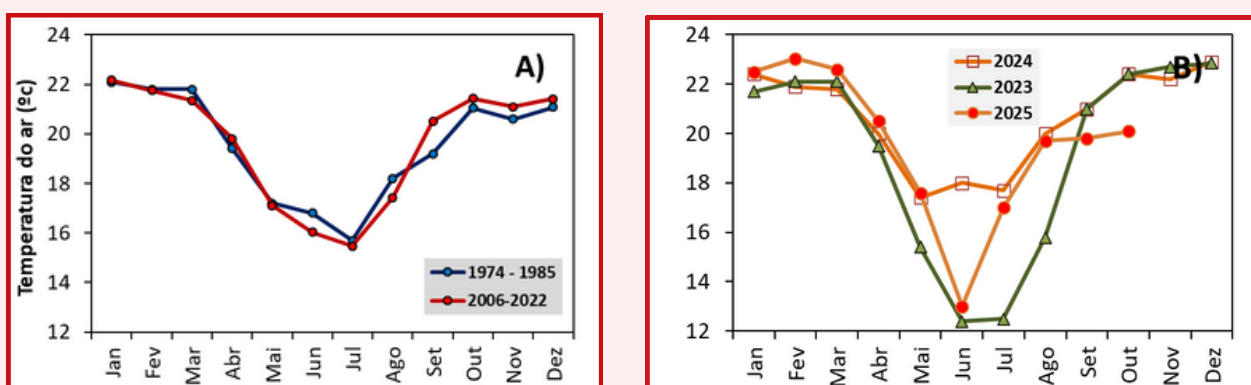 Temperatura do ar (ºc)
24
22
20
18
16
14
12
A)
1974 - 1985
2006-2022
Jan
Fev
Mar
Abr
Mai
Jun
Jul
Ago
Set
Out
Nov
Dez
24
22
20
18
16
14
12
B)
2024
2023
2025
Jan
Fev
Mar
Abr
Mai
Jun
Jul
Ago
Set
Out
Nov
Dez